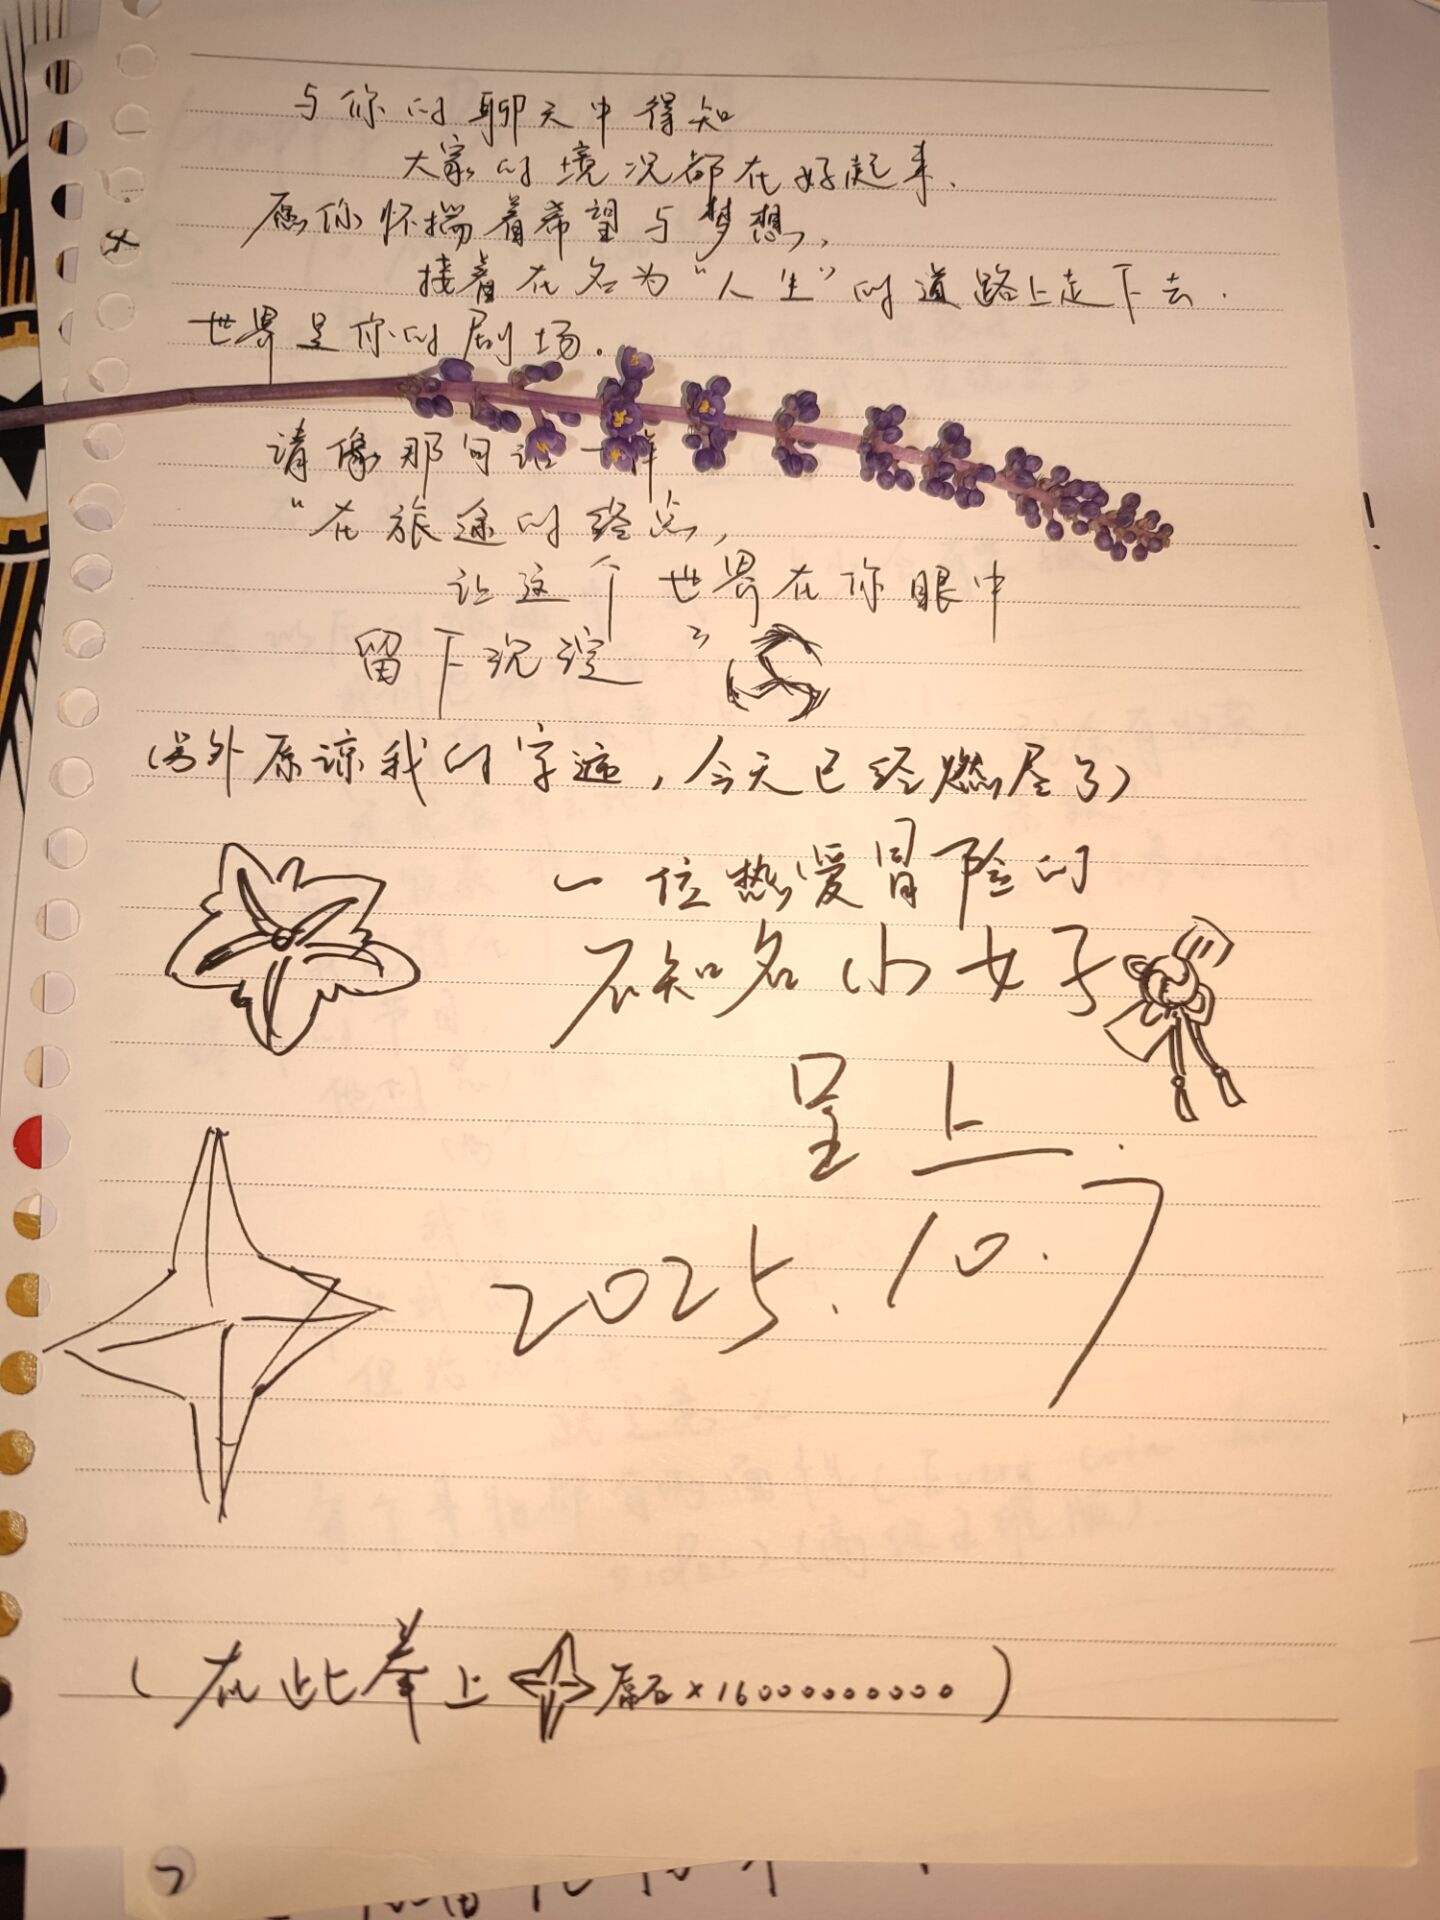 与你的聊天中得知
大家的境况都在好起来.
愿你怀揣着希望与梦想,
接着在名为“人生”的道路上走下去.
世界是你的剧场。
请像那句话一样
“在旅途的终点,
让这个世界在你眼中
留下沉淀”
(另外原谅我的字迹,今天已经燃尽了)
一位热爱冒险的
不知名小女子
呈上.
2025.10.7
(在此奉上 原石×160000000000)